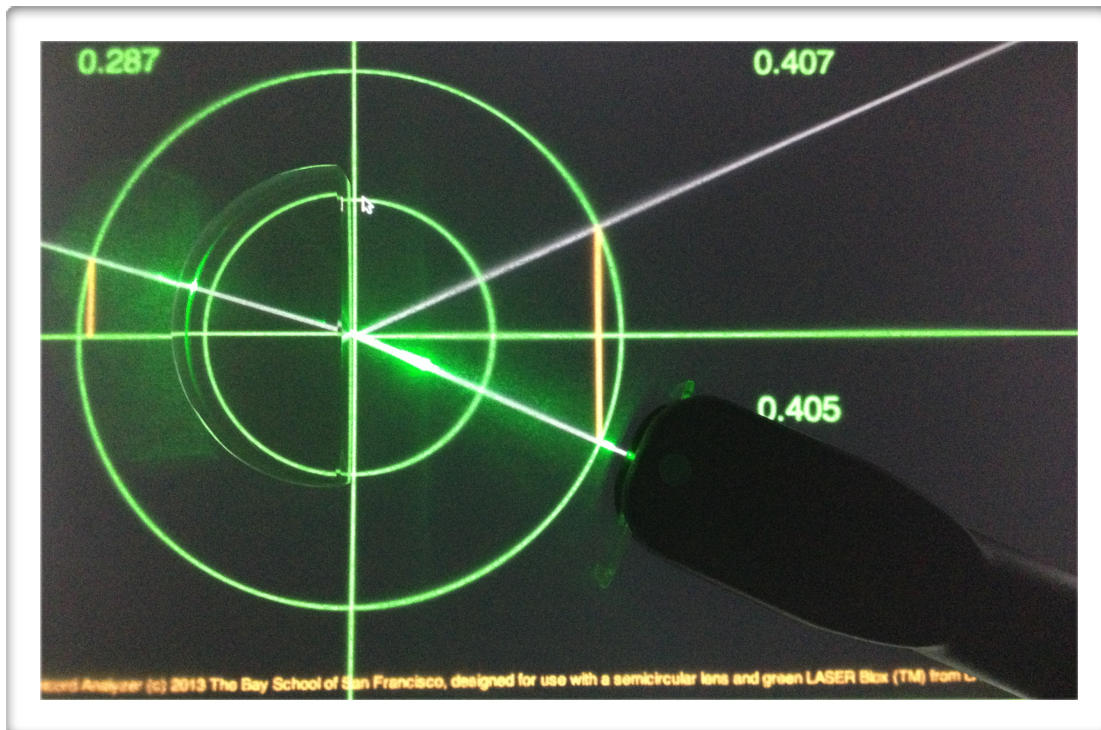 0.287
0.407
0.405
Analyzer (c) 2013 The Bay School of San Francisco, designed for use with a semicircular lens and green LASER Blox (TM) from